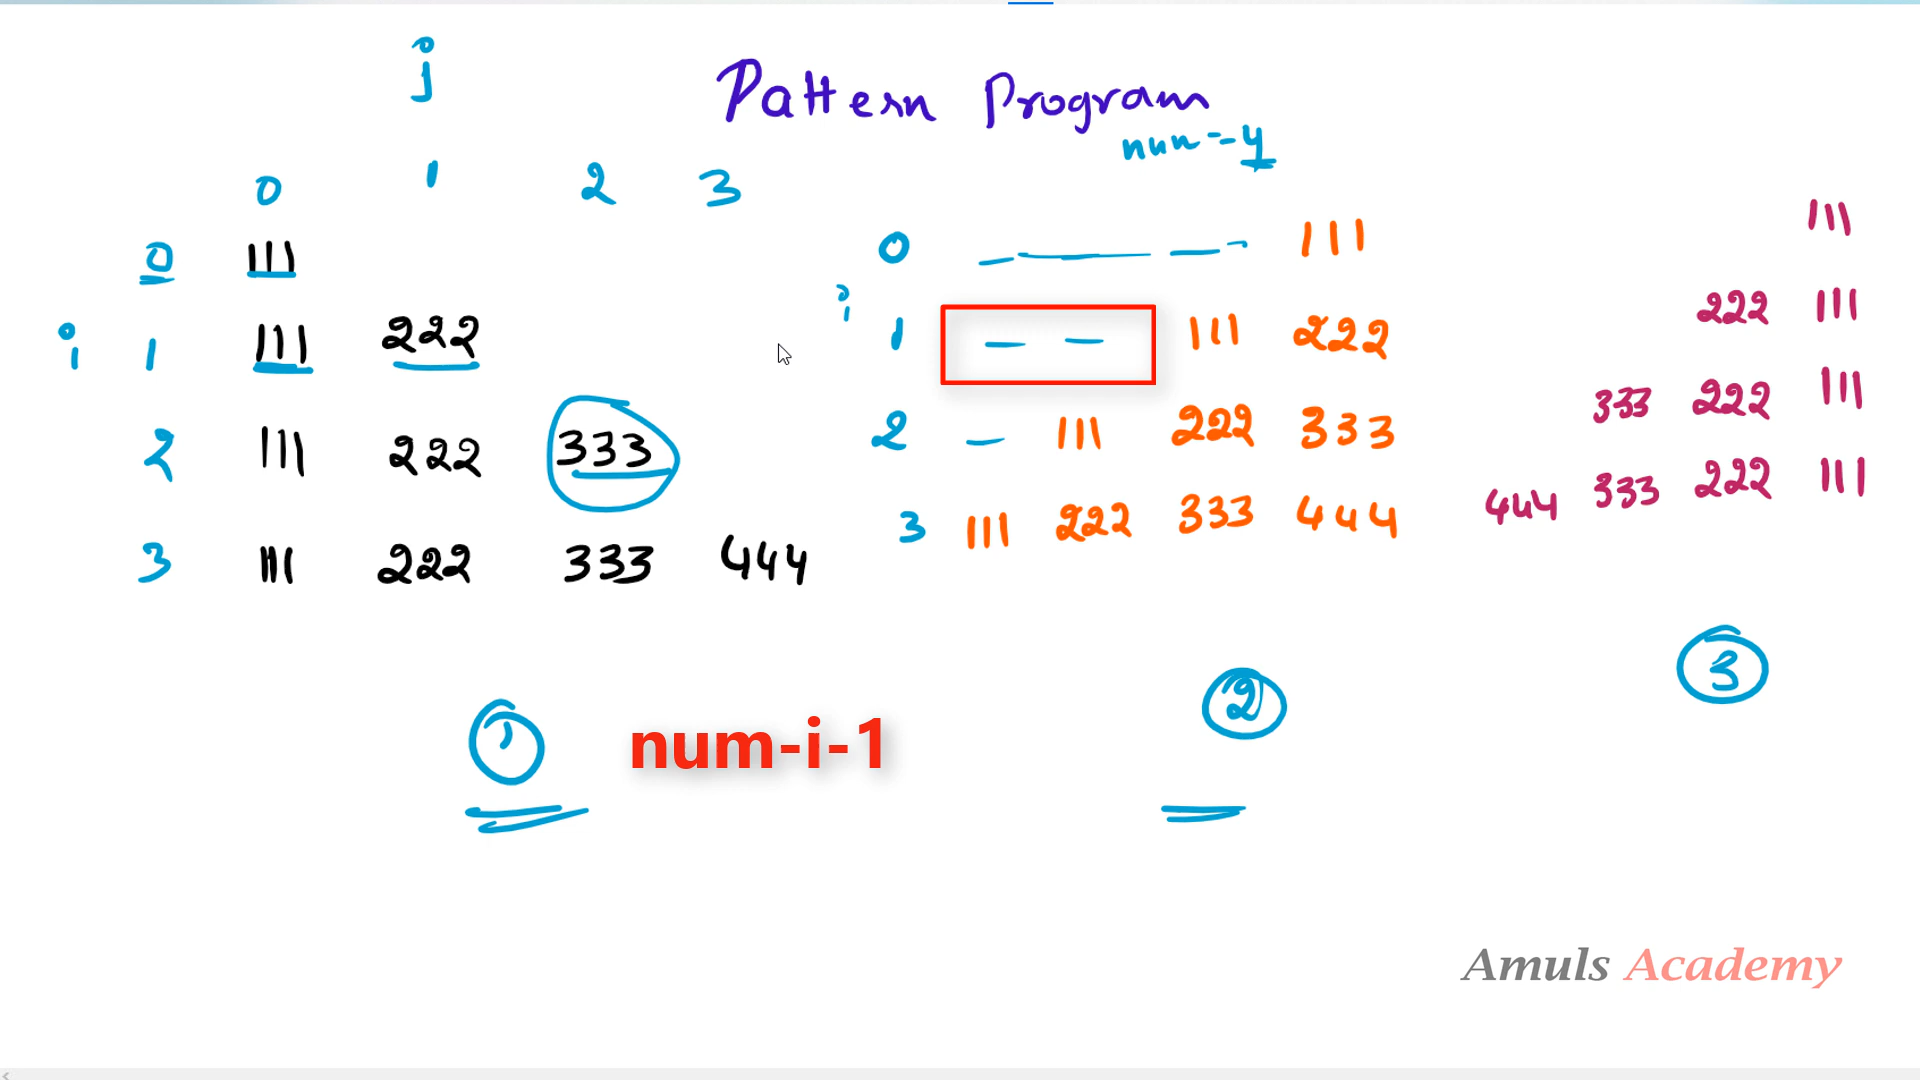 Pattern Program
num = 4
j
0 1 2 3
0 111
i 1 111 222
2 111 222 333
3 111 222 333 444
1
num-i-1
0 — — — 111
i 1 — — 111 222
2 — 111 222 333
3 111 222 333 444
2
111
222 111
333 222 111
444 333 222 111
3
Amuls Academy